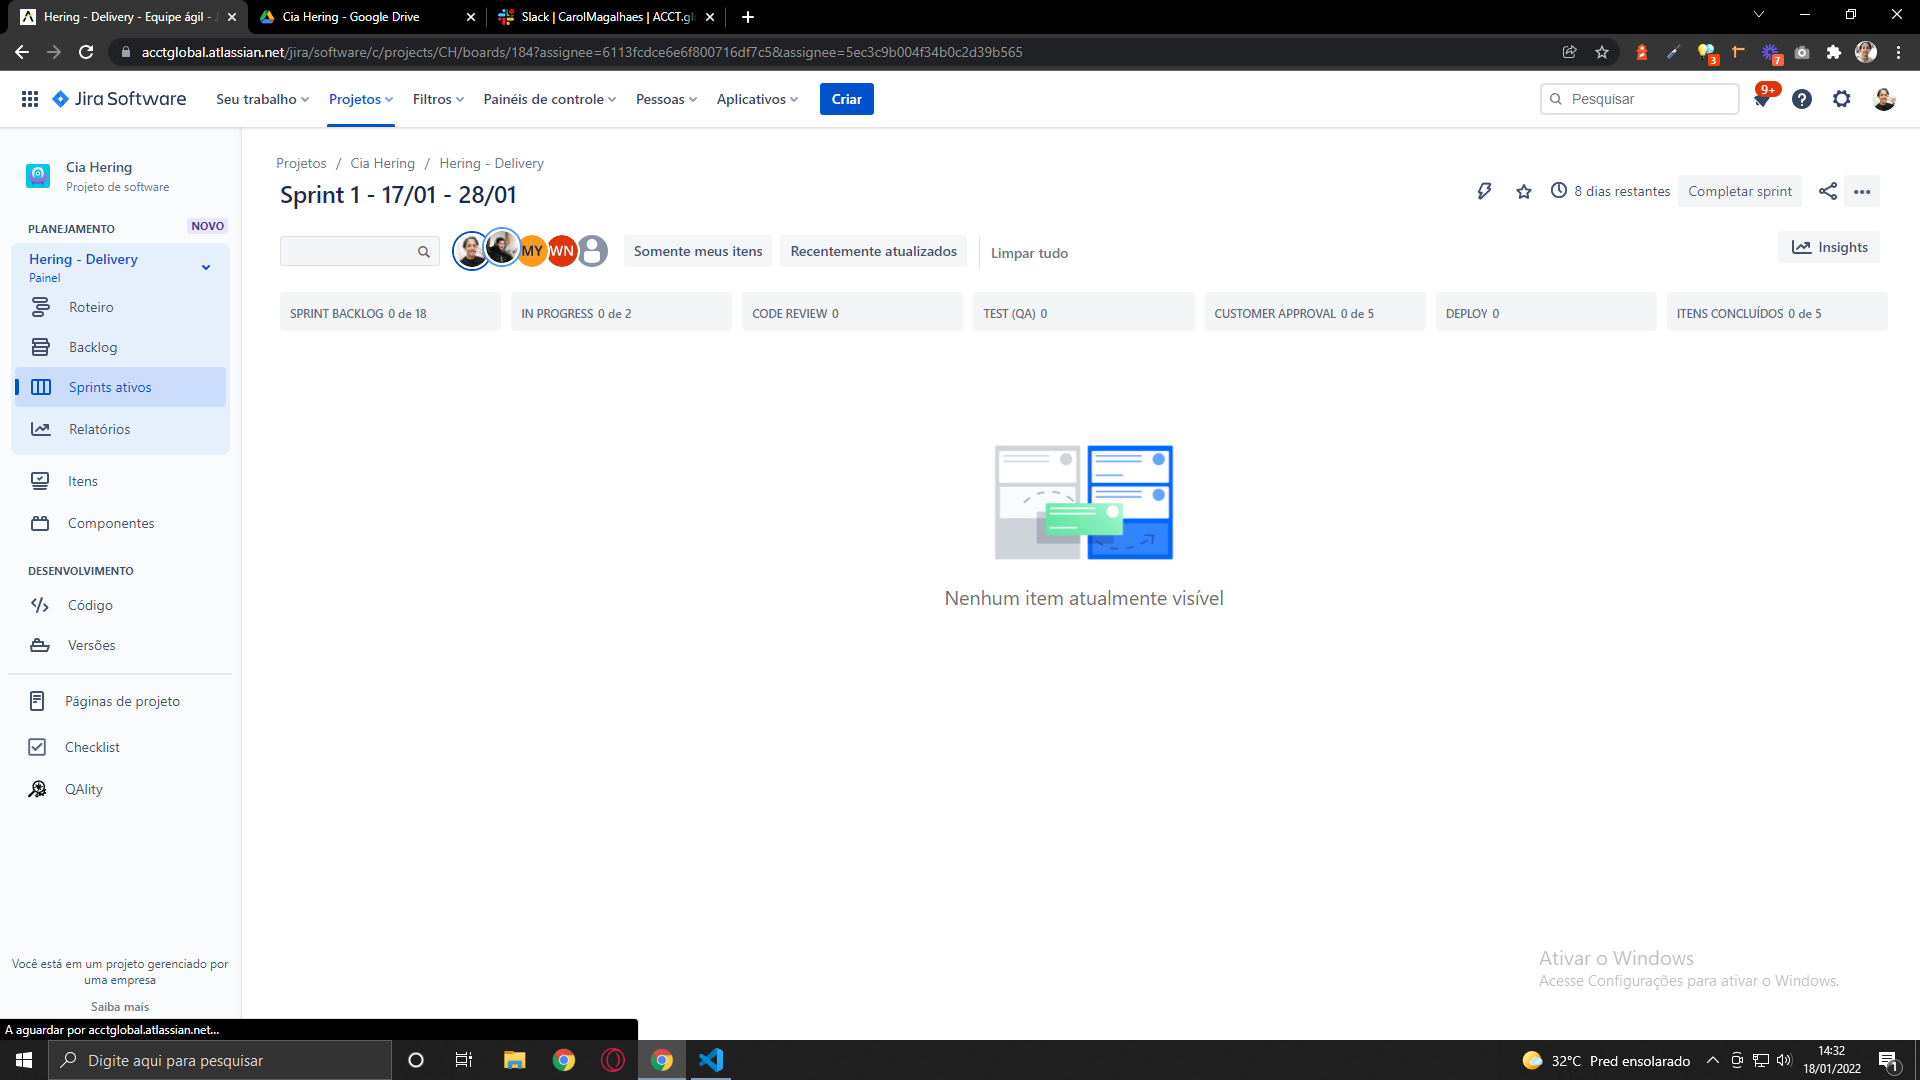 Hering - Delivery - Equipe ágil - J
Cia Hering - Google Drive
Slack | CarolMagalhaes | ACCT.gl
acctglobal.atlassian.net/jira/software/c/projects/CH/boards/184?assignee=6113fcdce6e6f800716df7c5&assignee=5ec3c9b004f34b0c2d39b565
3
7
Jira Software
Seu trabalho
Projetos
Filtros
Painéis de controle
Pessoas
Aplicativos
Criar
Pesquisar
9+
Cia Hering
Projeto de software
PLANEJAMENTO
NOVO
Hering - Delivery
Painel
Roteiro
Backlog
Sprints ativos
Relatórios
Itens
Componentes
DESENVOLVIMENTO
Código
Versões
Páginas de projeto
Checklist
QAlity
Você está em um projeto gerenciado por
uma empresa
Saiba mais
Projetos / Cia Hering / Hering - Delivery
Sprint 1 - 17/01 - 28/01
8 dias restantes
Completar sprint
MY
WN
Somente meus itens
Recentemente atualizados
Limpar tudo
Insights
SPRINT BACKLOG 0 de 18
IN PROGRESS 0 de 2
CODE REVIEW 0
TEST (QA) 0
CUSTOMER APPROVAL 0 de 5
DEPLOY 0
ITENS CONCLUÍDOS 0 de 5
Nenhum item atualmente visível
Ativar o Windows
Acesse Configurações para ativar o Windows.
A aguardar por acctglobal.atlassian.net...
Digite aqui para pesquisar
32°C Pred ensolarado
14:32
18/01/2022
1